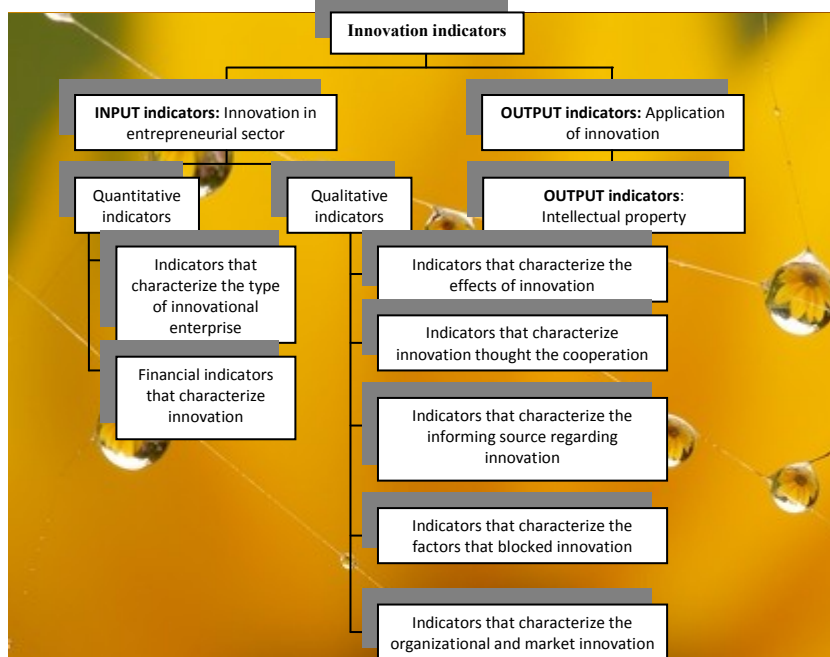 Innovation indicators
INPUT indicators: Innovation in
entrepreneurial sector
OUTPUT indicators: Application
of innovation
Quantitative
indicators
Qualitative
indicators
OUTPUT indicators:
Intellectual property
Indicators that
characterize the type
of innovational
enterprise
Financial indicators
that characterize
innovation
Indicators that characterize the
effects of innovation
Indicators that characterize
innovation thought the cooperation
Indicators that characterize the
informing source regarding
innovation
Indicators that characterize the
factors that blocked innovation
Indicators that characterize the
organizational and market innovation